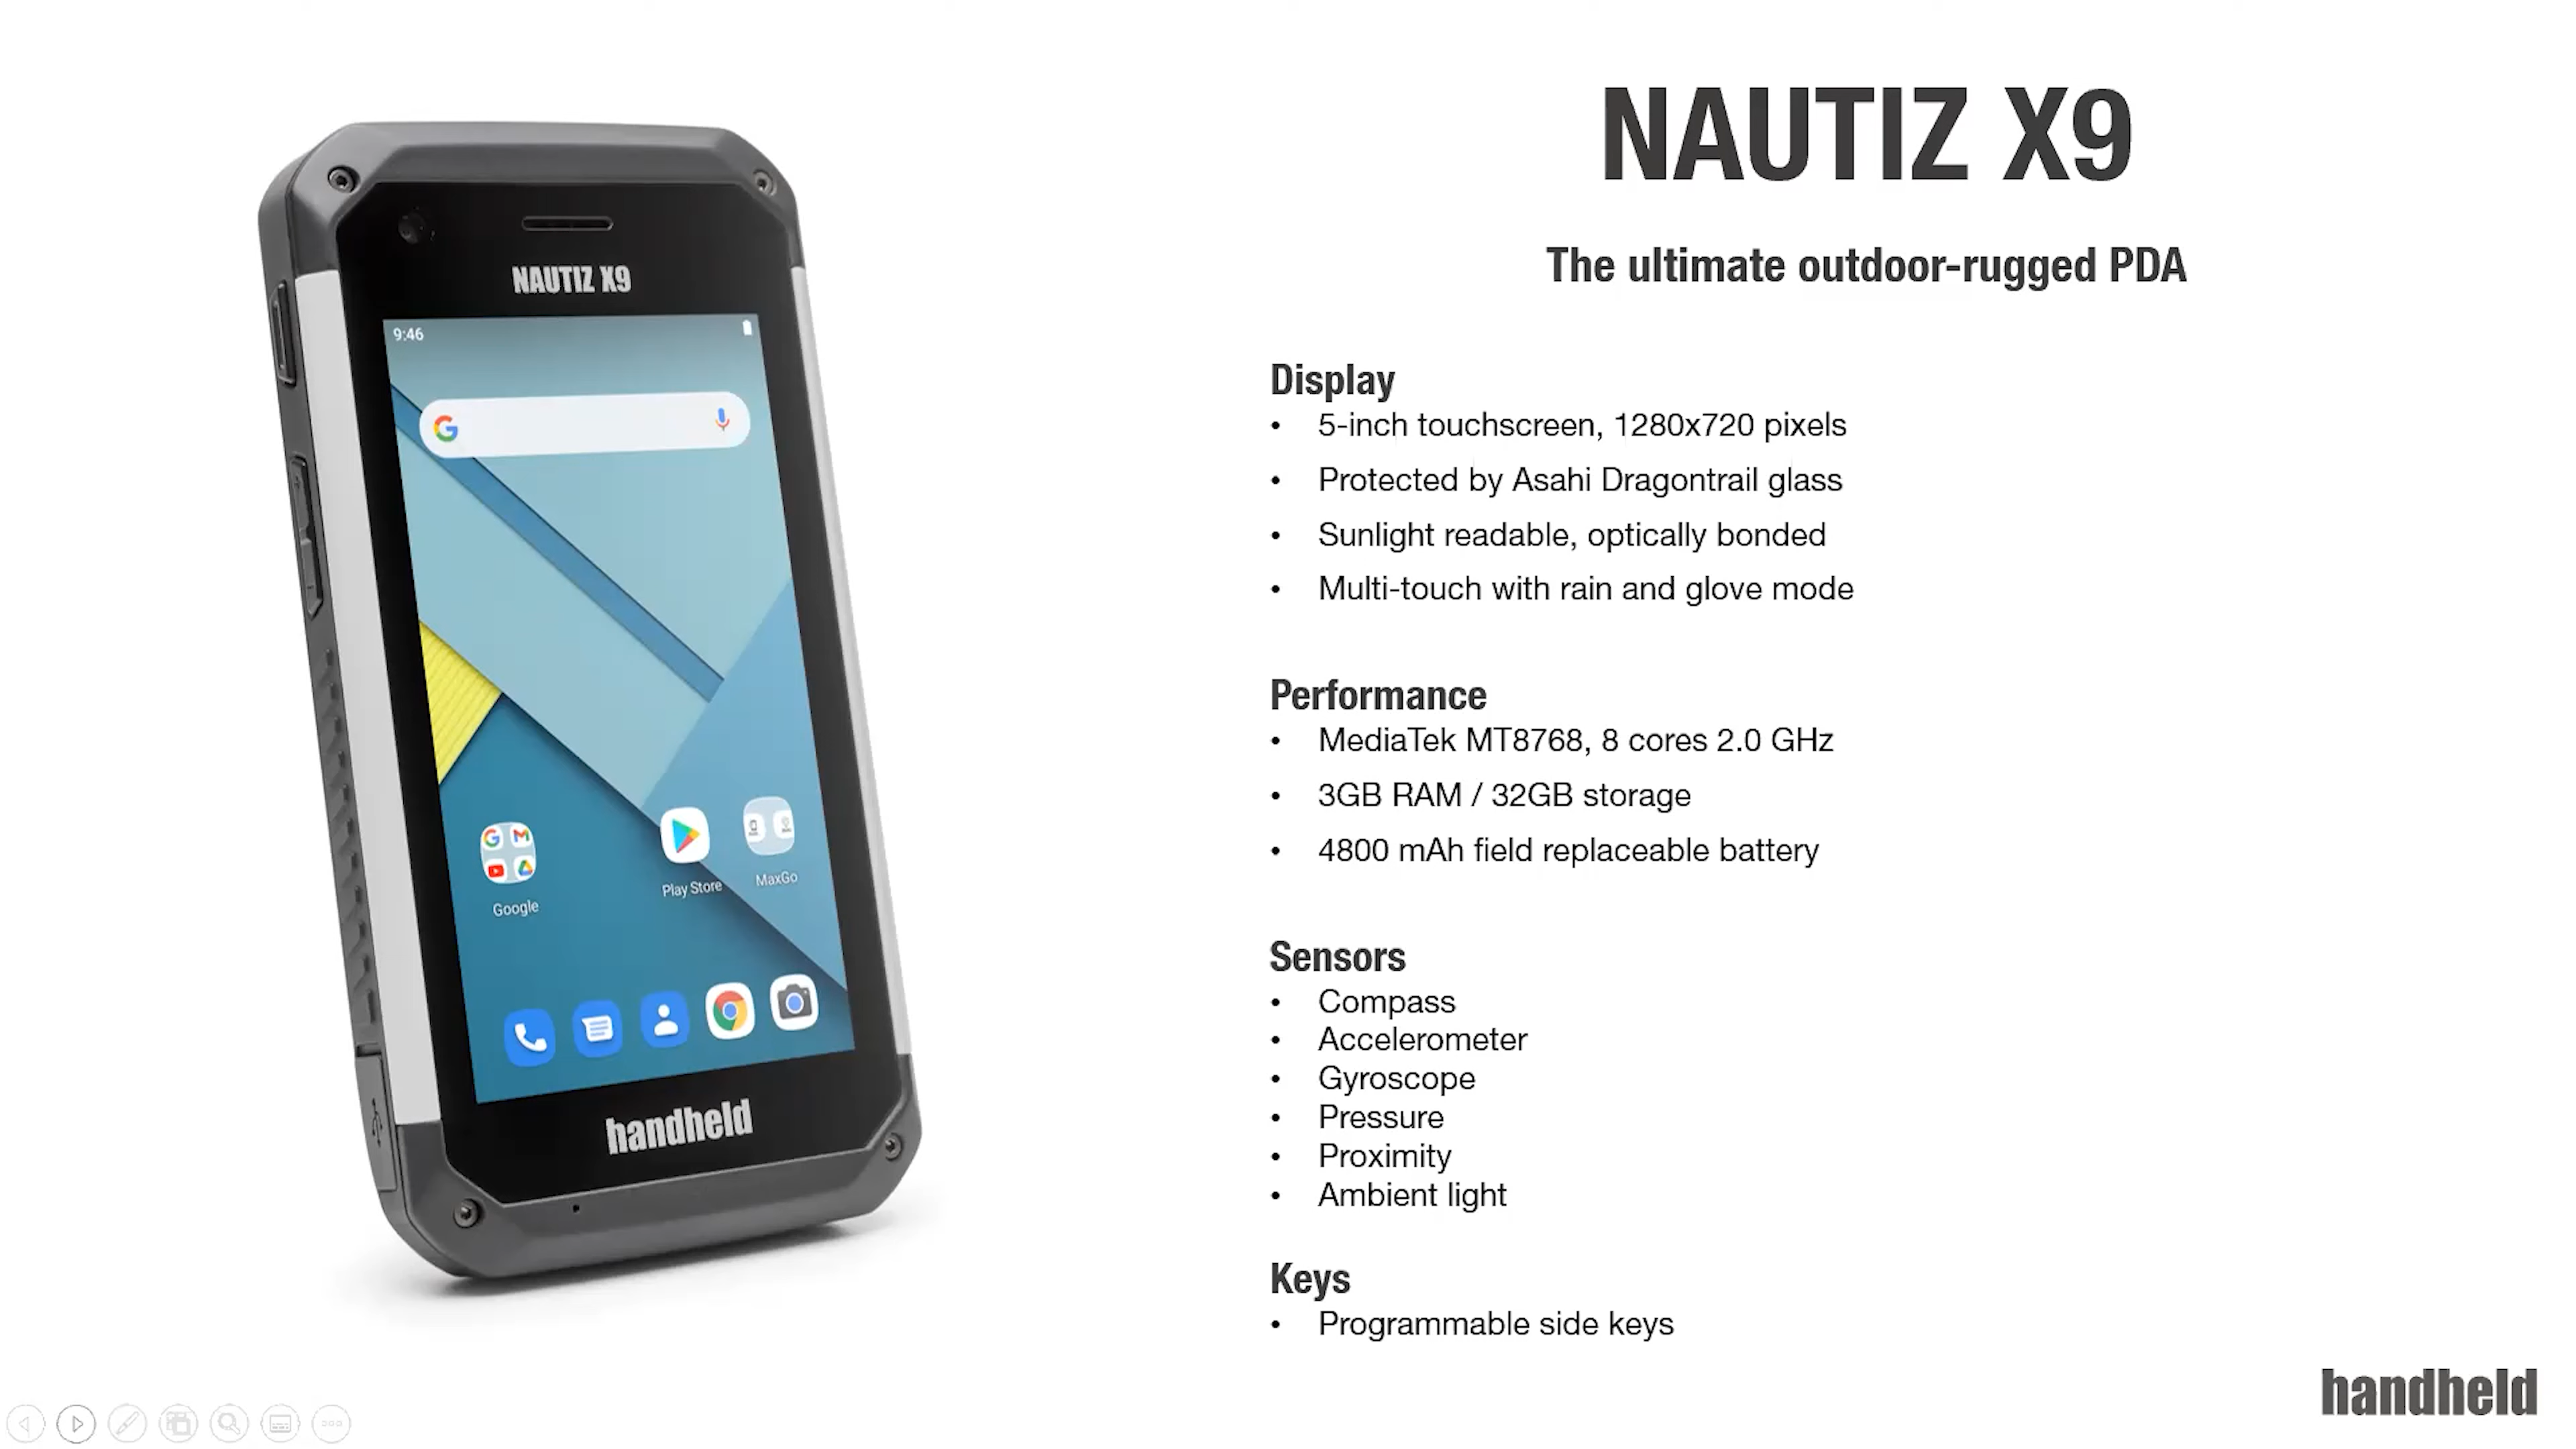 NAUTIZ X9
9:46
Google
Play Store
MaxGo
handheld
NAUTIZ X9
The ultimate outdoor-rugged PDA
Display
• 5-inch touchscreen, 1280x720 pixels
• Protected by Asahi Dragontrail glass
• Sunlight readable, optically bonded
• Multi-touch with rain and glove mode
Performance
• MediaTek MT8768, 8 cores 2.0 GHz
• 3GB RAM / 32GB storage
• 4800 mAh field replaceable battery
Sensors
• Compass
• Accelerometer
• Gyroscope
• Pressure
• Proximity
• Ambient light
Keys
• Programmable side keys
handheld